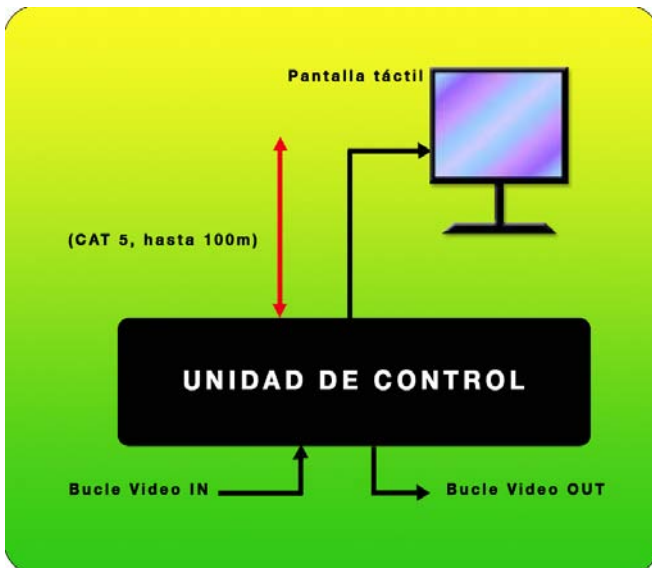 Pantalla táctil
(CAT 5, hasta 100m)
UNIDAD DE CONTROL
Bucle Video IN
Bucle Video OUT